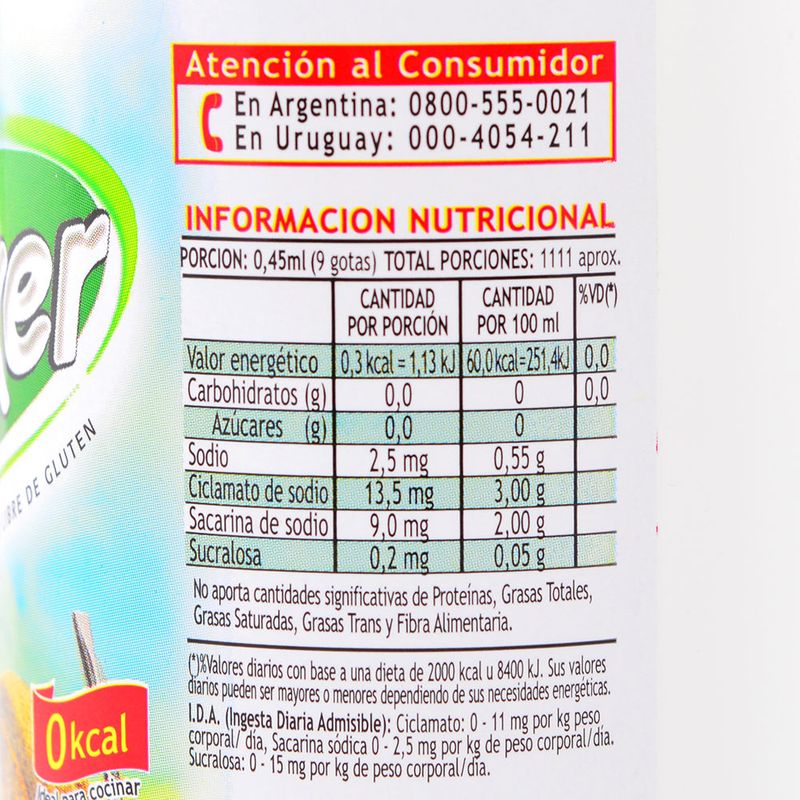 Atención al Consumidor
En Argentina: 0800-555-0021
En Uruguay: 000-4054-211
er
DE GLUTEN
INFORMACION NUTRICIONAL
PORCION: 0,45ml (9 gotas) TOTAL PORCIONES: 1111 aprox.
CANTIDAD POR PORCIÓN CANTIDAD POR 100 ml %VD(*)
Valor energético 0,3 kcal = 1,13 kJ 60,0kcal=251,4kJ 0,0
Carbohidratos (g) 0,0 0 0,0
Azúcares (g) 0,0 0
Sodio 2,5 mg 0,55 g
Ciclamato de sodio 13,5 mg 3,00 g
Sacarina de sodio 9,0 mg 2,00 g
Sucralosa 0,2 mg 0,05 g
No aporta cantidades significativas de Proteínas, Grasas Totales,
Grasas Saturadas, Grasas Trans y Fibra Alimentaria.
(*)%Valores diarios con base a una dieta de 2000 kcal u 8400 kJ. Sus valores
diarios pueden ser mayores o menores dependiendo de sus necesidades energéticas.
I.D.A. (Ingesta Diaria Admisible): Ciclamato: 0 - 11 mg por kg peso
corporal/ día, Sacarina sódica 0 - 2,5 mg por kg de peso corporal/día.
Sucralosa: 0 - 15 mg por kg de peso corporal/día.
0kcal
Ideal para cocinar